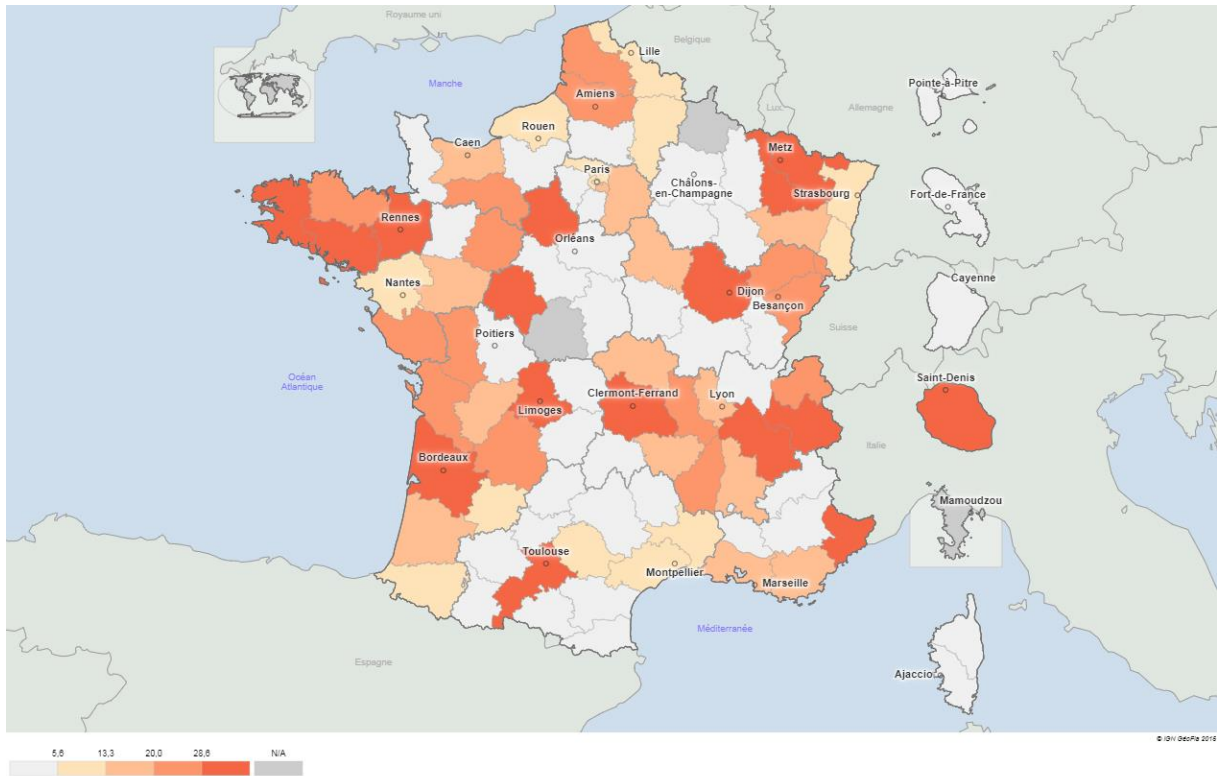 Royaume uni
Belgique
Lille
Manche
Pointe-à-Pitre
Amiens
Lux.
Allemagne
Rouen
Caen
Metz
Paris
Châlons-
en-Champagne
Strasbourg
Fort-de-France
Rennes
Orléans
Cayenne
Nantes
Dijon
Besançon
Suisse
Poitiers
Océan
Atlantique
Saint-Denis
Clermont-Ferrand
Lyon
Limoges
Italie
Bordeaux
Mamoudzou
Toulouse
Montpellier
Marseille
Méditerranée
Espagne
Ajaccio
© IGN GéoFla 2015
5,6 13,3 20,0 28,6 N/A